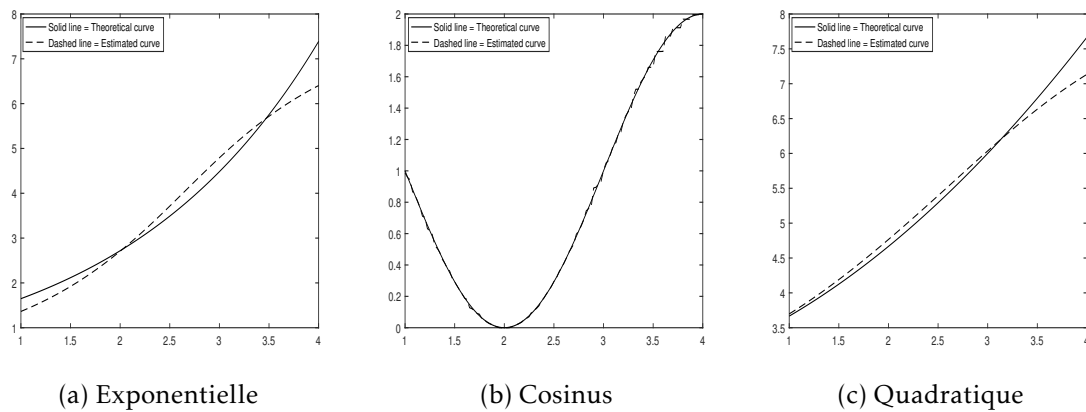 8
7
6
5
4
3
2
1
1 1.5 2 2.5 3 3.5 4
Solid line = Theoretical curve
Dashed line = Estimated curve
(a) Exponentielle
2
1.8
1.6
1.4
1.2
1
0.8
0.6
0.4
0.2
0
1 1.5 2 2.5 3 3.5 4
Solid line = Theoretical curve
Dashed line = Estimated curve
(b) Cosinus
8
7.5
7
6.5
6
5.5
5
4.5
4
3.5
1 1.5 2 2.5 3 3.5 4
Solid line = Theoretical curve
Dashed line = Estimated curve
(c) Quadratique